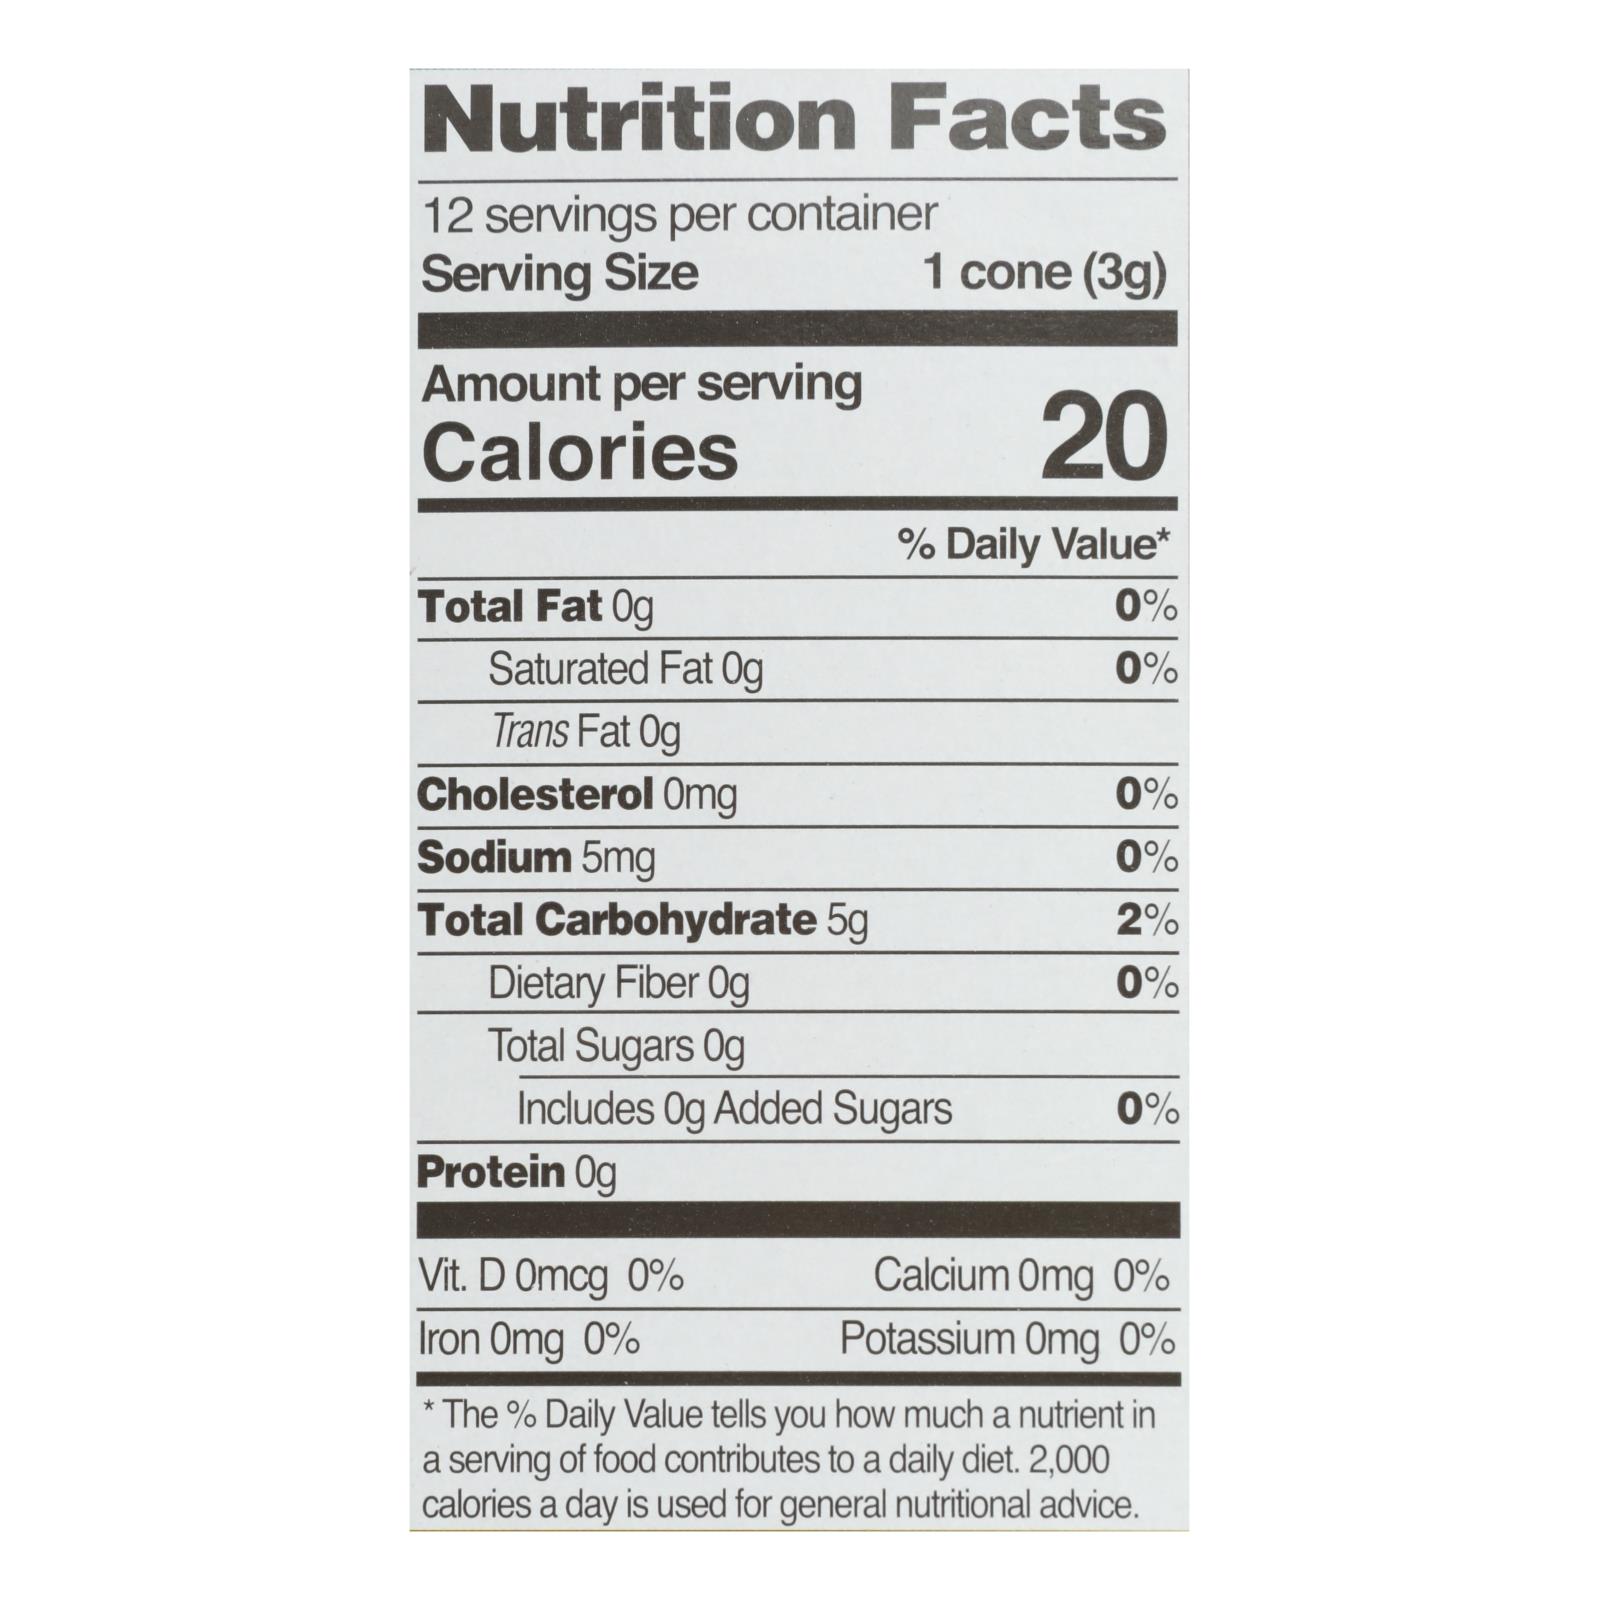 Nutrition Facts
12 servings per container
Serving Size 1 cone (3g)
Amount per serving
Calories 20
% Daily Value*
Total Fat 0g 0%
Saturated Fat 0g 0%
Trans Fat 0g
Cholesterol 0mg 0%
Sodium 5mg 0%
Total Carbohydrate 5g 2%
Dietary Fiber 0g 0%
Total Sugars 0g
Includes 0g Added Sugars 0%
Protein 0g
Vit. D 0mcg 0% Calcium 0mg 0%
Iron 0mg 0% Potassium 0mg 0%
* The % Daily Value tells you how much a nutrient in
a serving of food contributes to a daily diet. 2,000
calories a day is used for general nutritional advice.